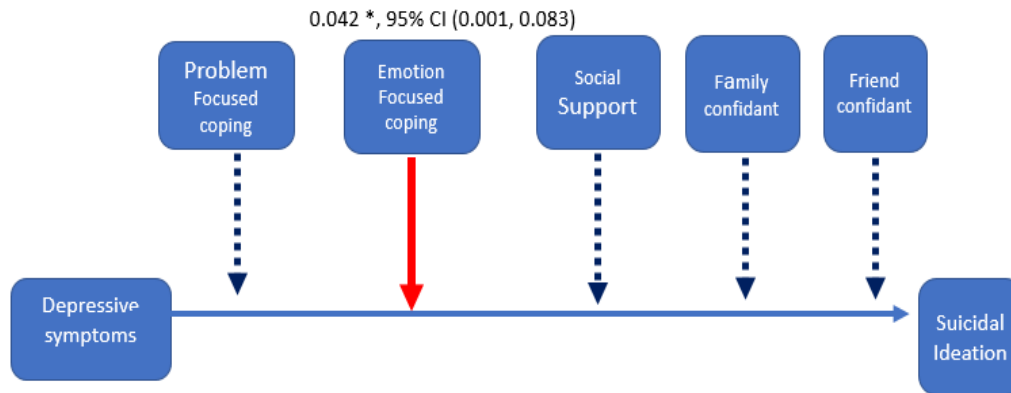 0.042 *, 95% CI (0.001, 0.083)
Problem
Focused
coping
Emotion
Focused
coping
Social
Support
Family
confidant
Friend
confidant
Depressive
symptoms
Suicidal
Ideation